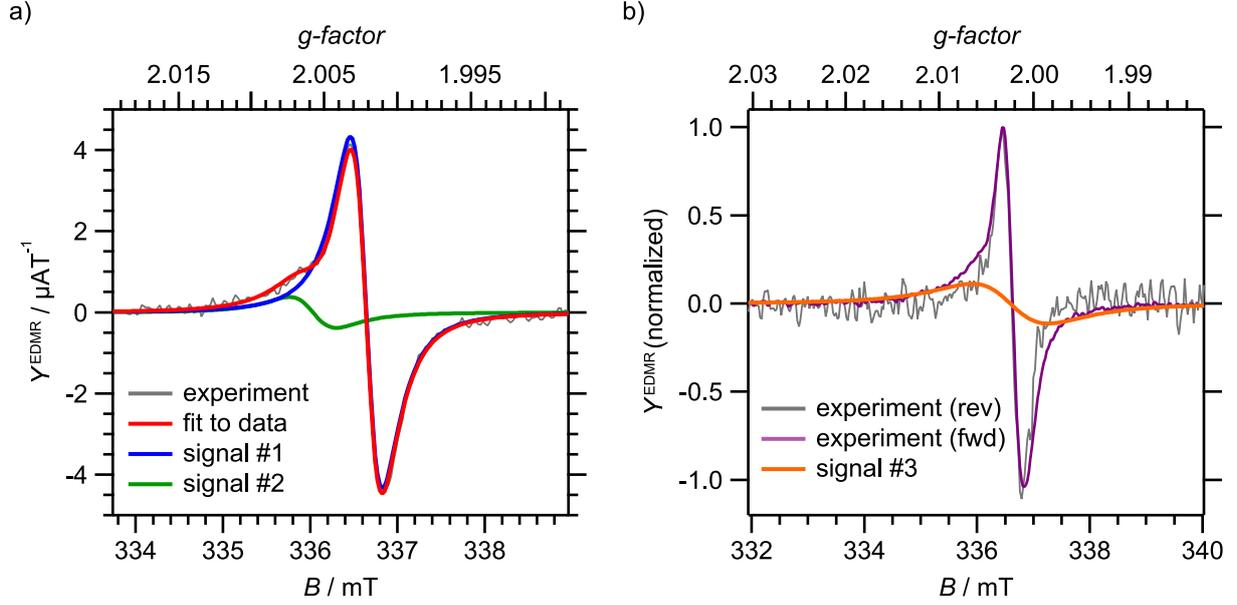 a)
g-factor
2.015 2.005 1.995
4
2
0
-2
-4
Y^EDMR / µAT^-1
experiment
fit to data
signal #1
signal #2
334 335 336 337 338
B / mT
b)
g-factor
2.03 2.02 2.01 2.00 1.99
1.0
0.5
0.0
-0.5
-1.0
Y^EDMR (normalized)
experiment (rev)
experiment (fwd)
signal #3
332 334 336 338 340
B / mT